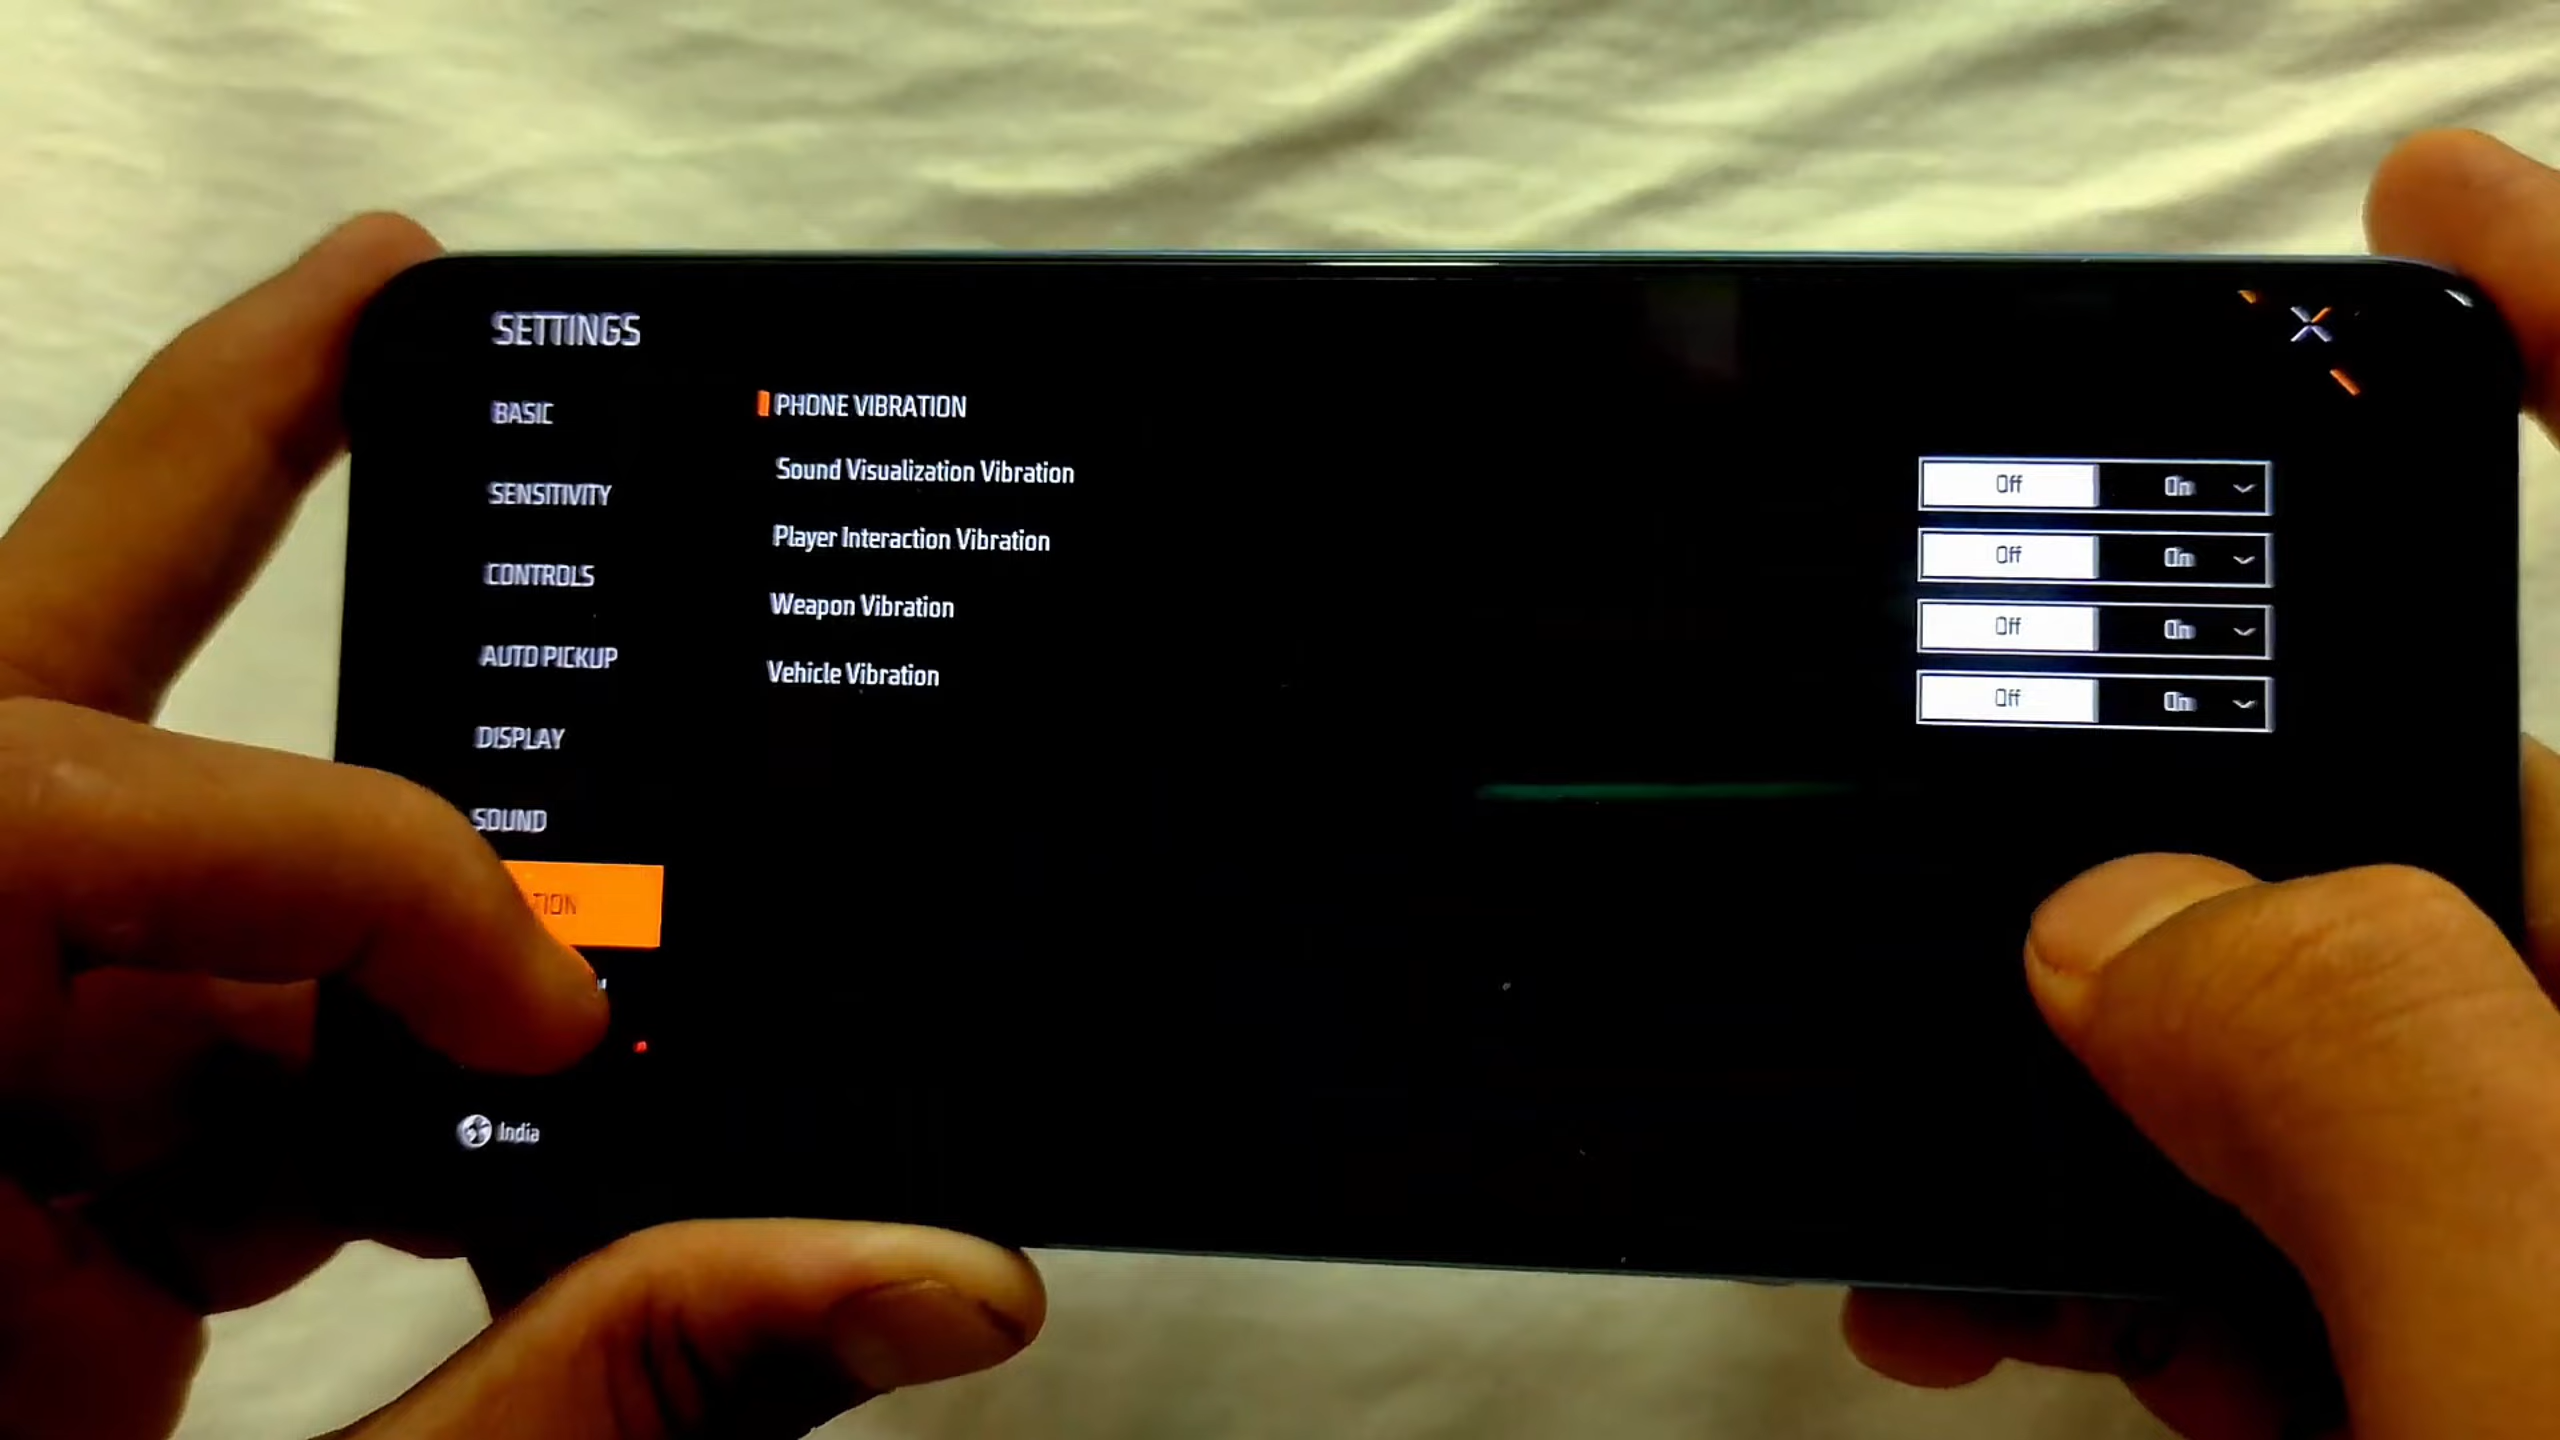 SETTINGS
BASIC
SENSITIVITY
CONTROLS
AUTO PICKUP
DISPLAY
SOUND
India
PHONE VIBRATION
Sound Visualization Vibration Off On
Player Interaction Vibration Off On
Weapon Vibration Off On
Vehicle Vibration Off On